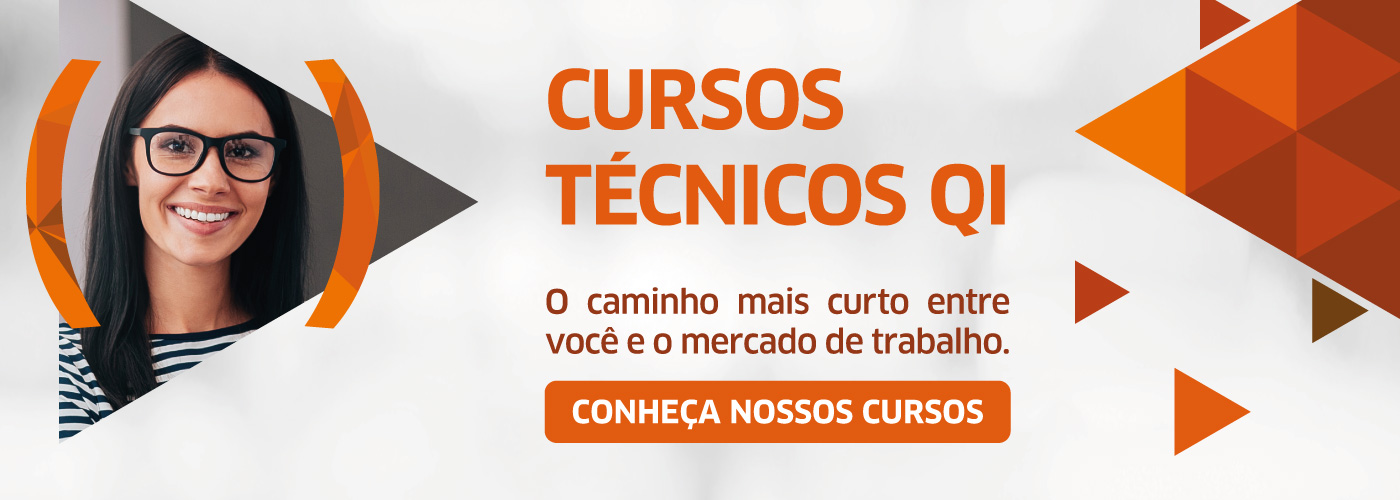 CURSOS
TÉCNICOS QI
O caminho mais curto entre
você e o mercado de trabalho.
CONHEÇA NOSSOS CURSOS